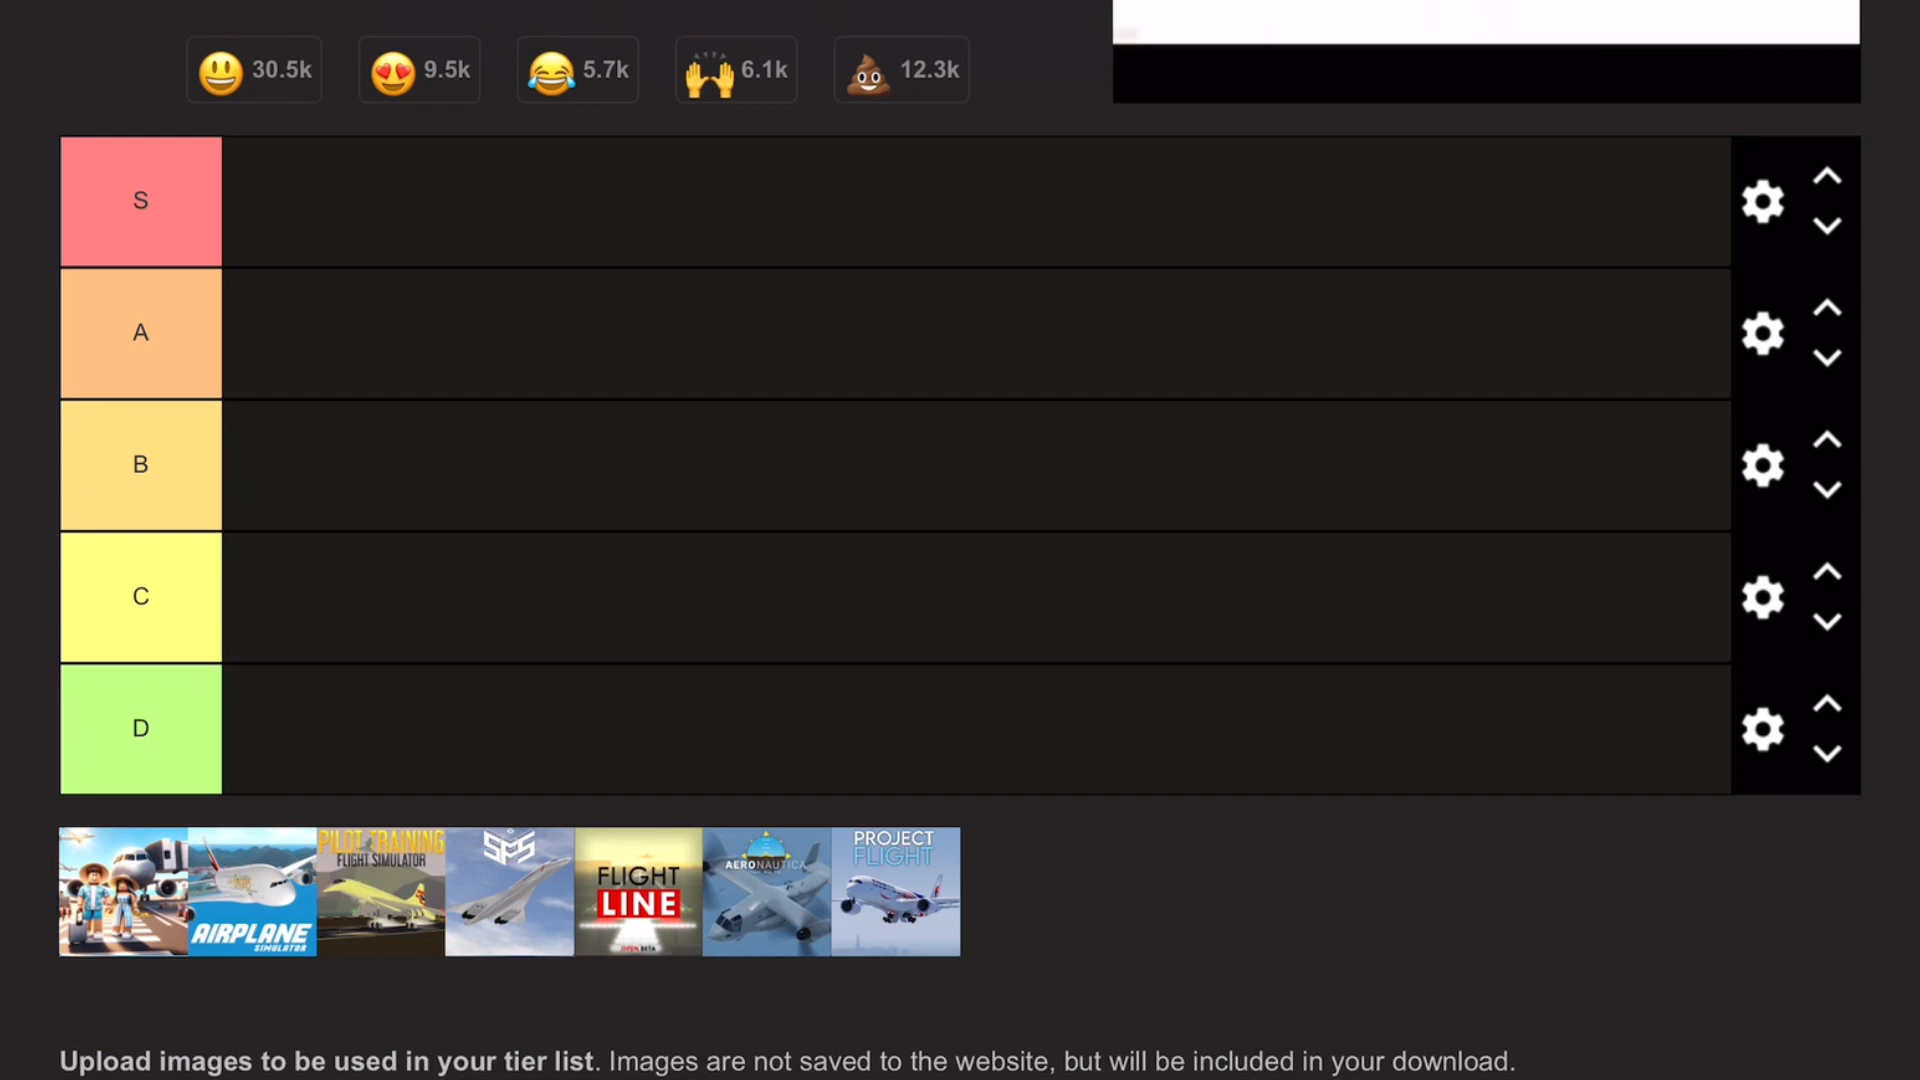 30.5k 9.5k 5.7k 6.1k 12.3k
S
A
B
C
D
AIRPLANE
SIMULATOR
PILOT TRAINING
FLIGHT SIMULATOR
SFS
FLIGHT
LINE
OPEN BETA
AERONAUTICA
PROJECT
FLIGHT
Upload images to be used in your tier list. Images are not saved to the website, but will be included in your download.